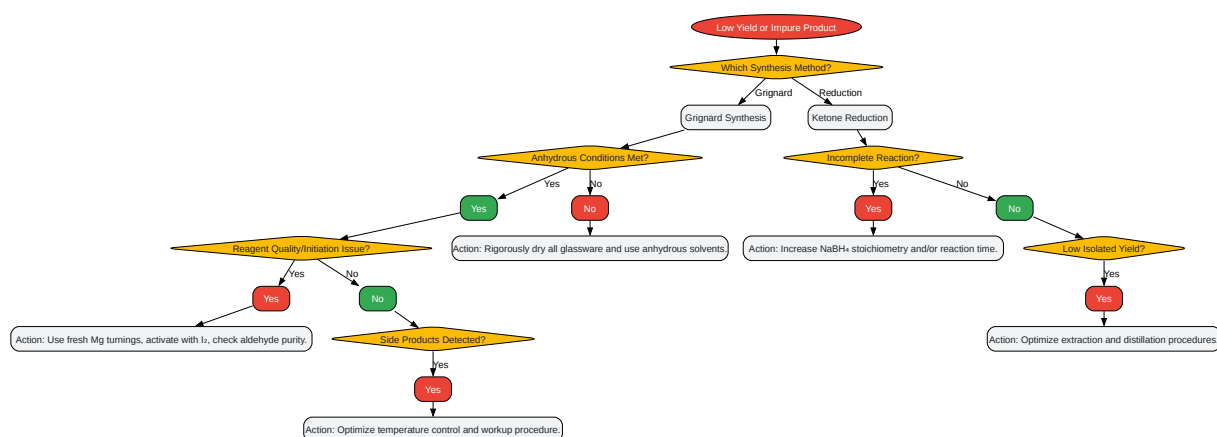 Low Yield or Impure Product
Which Synthesis Method?
Grignard
Reduction
Grignard Synthesis
Ketone Reduction
Anhydrous Conditions Met?
Incomplete Reaction?
Yes
No
Yes
No
Yes
No
Yes
No
Reagent Quality/Initiation Issue?
Action: Rigorously dry all glassware and use anhydrous solvents.
Action: Increase NaBH₄ stoichiometry and/or reaction time.
Low Isolated Yield?
Yes
No
Yes
Yes
No
Yes
Action: Use fresh Mg turnings, activate with I₂, check aldehyde purity.
Side Products Detected?
Action: Optimize extraction and distillation procedures.
Yes
Yes
Action: Optimize temperature control and workup procedure.